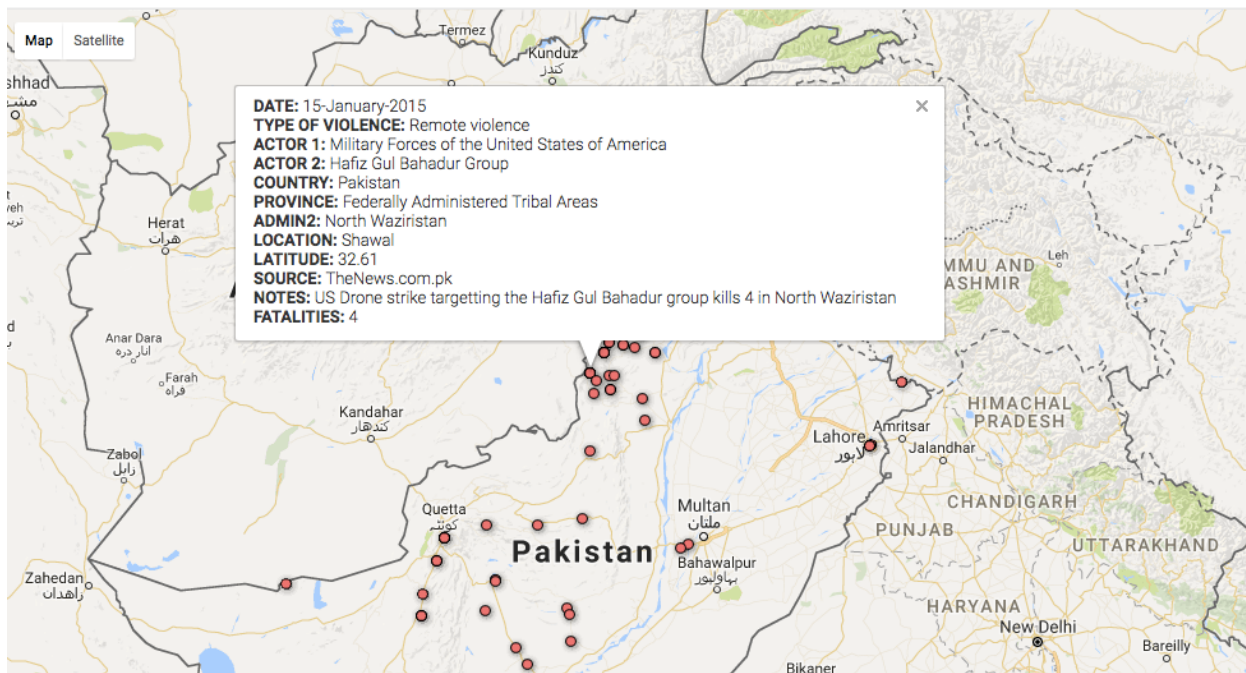 Map
Satellite
Termez
Kunduz
کندز
shhad
DATE: 15-January-2015
TYPE OF VIOLENCE: Remote violence
ACTOR 1: Military Forces of the United States of America
ACTOR 2: Hafiz Gul Bahadur Group
COUNTRY: Pakistan
PROVINCE: Federally Administered Tribal Areas
ADMIN2: North Waziristan
LOCATION: Shawal
LATITUDE: 32.61
SOURCE: TheNews.com.pk
NOTES: US Drone strike targetting the Hafiz Gul Bahadur group kills 4 in North Waziristan
FATALITIES: 4
Herat
هرات
Leh
MMU AND
ASHMIR
Anar Dara
انار دره
Farah
فراه
Kandahar
کندهار
HIMACHAL
PRADESH
Lahore
لاہور
Amritsar
Jalandhar
Zabol
زابل
Quetta
کوئٹہ
Multan
ملتان
CHANDIGARH
PUNJAB
UTTARAKHAND
Pakistan
Bahawalpur
بہاولپور
Zahedan
زاهدان
HARYANA
New Delhi
Bareilly
Bikaner